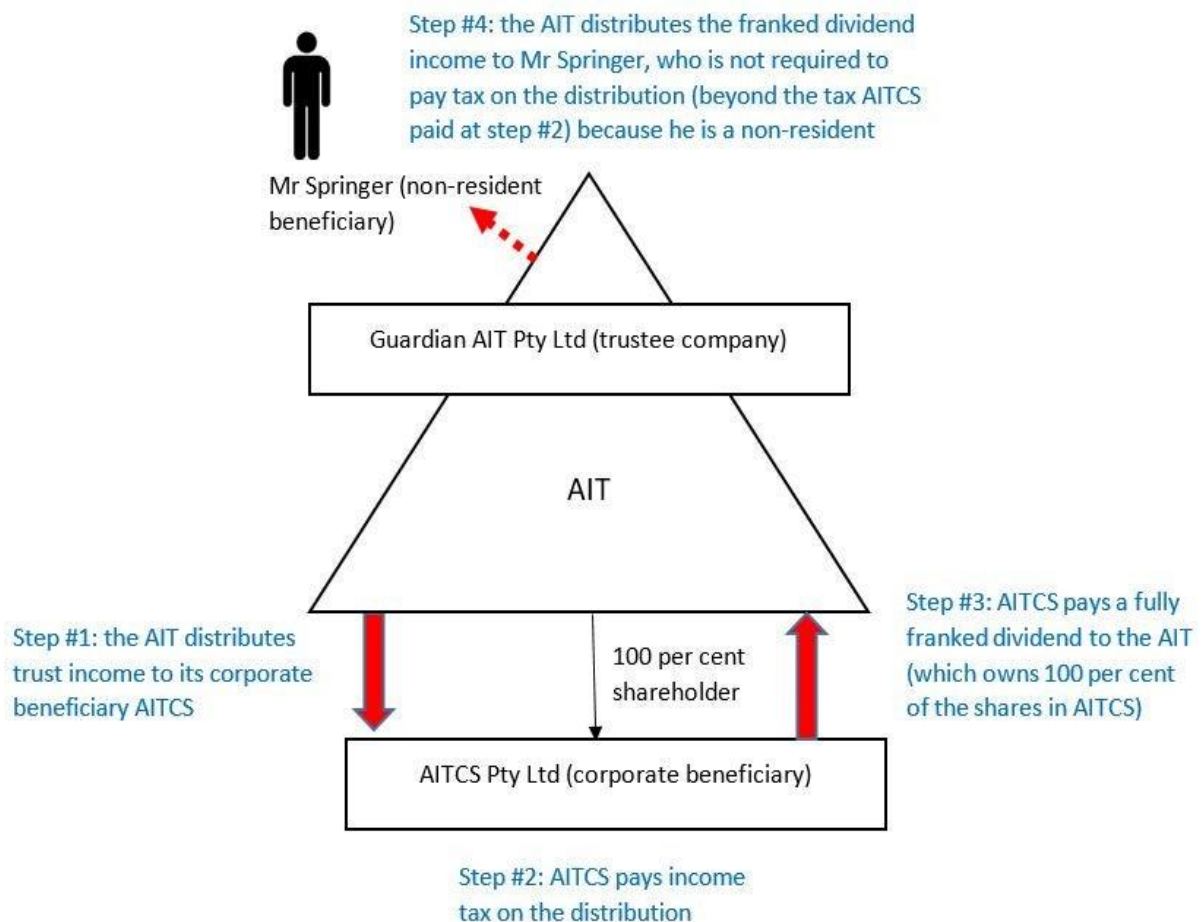 Step #4: the AIT distributes the franked dividend
income to Mr Springer, who is not required to
pay tax on the distribution (beyond the tax AITCS
paid at step #2) because he is a non-resident
Mr Springer (non-resident
beneficiary)
Guardian AIT Pty Ltd (trustee company)
AIT
Step #1: the AIT distributes
trust income to its corporate
beneficiary AITCS
100 per cent
shareholder
Step #3: AITCS pays a fully
franked dividend to the AIT
(which owns 100 per cent
of the shares in AITCS)
AITCS Pty Ltd (corporate beneficiary)
Step #2: AITCS pays income
tax on the distribution